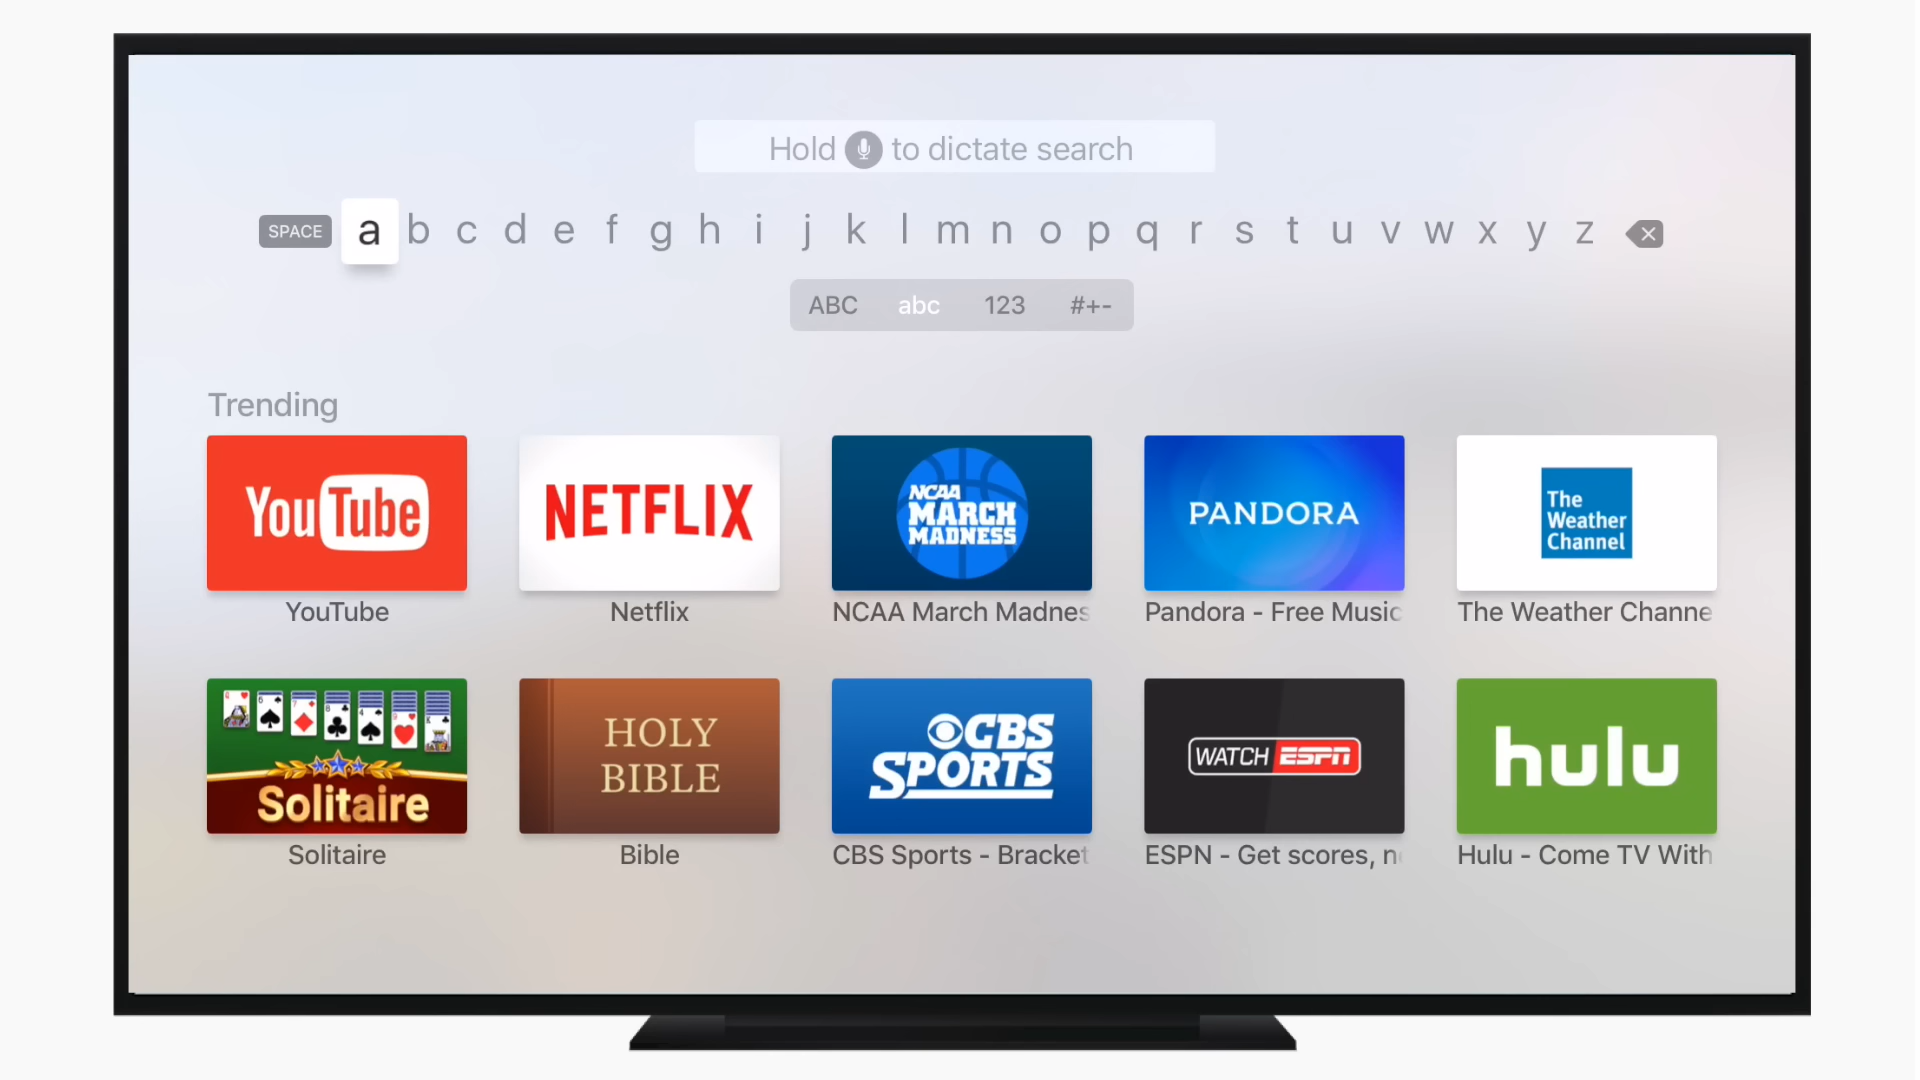 Hold to dictate search
SPACE a b c d e f g h i j k l m n o p q r s t u v w x y z
ABC abc 123 #+-
Trending
YouTube
NETFLIX
NCAA
MARCH
MADNESS
PANDORA
The
Weather
Channel
YouTube
Netflix
NCAA March Madnes
Pandora - Free Music
The Weather Channe
Solitaire
HOLY
BIBLE
CBS
SPORTS
WATCH ESPN
hulu
Solitaire
Bible
CBS Sports - Bracket
ESPN - Get scores, n
Hulu - Come TV With